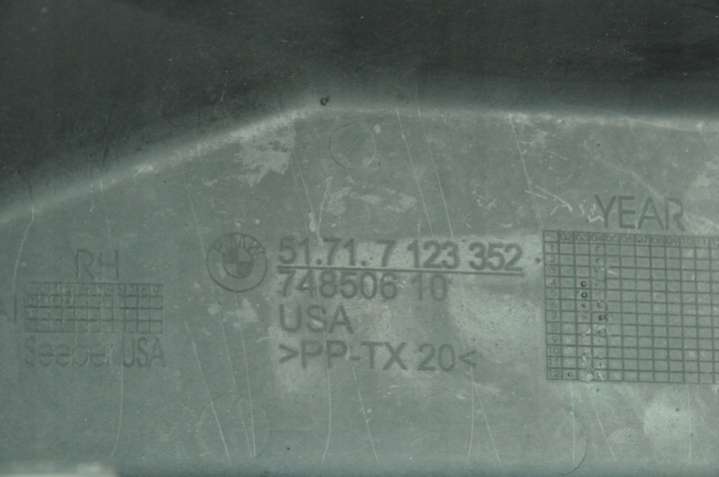 YEAR
RH
51.71.7 123 352
748506 10
USA
>PP-TX 20<
Seeber USA